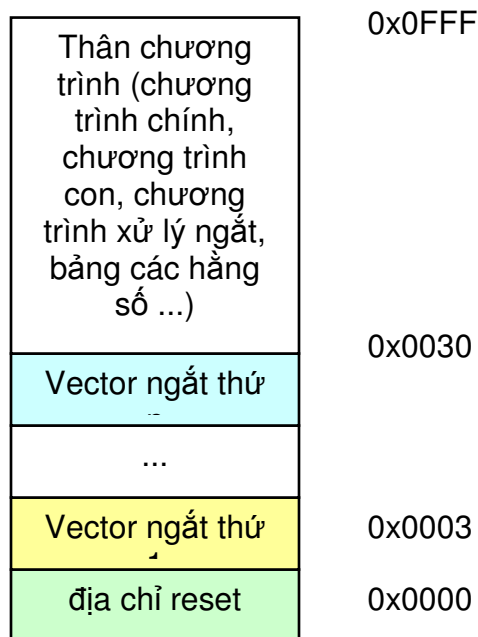 0x0FFF
Thân chương
trình (chương
trình chính,
chương trình
con, chương
trình xử lý ngắt,
bảng các hằng
số ...)
0x0030
Vector ngắt thứ
...
Vector ngắt thứ
0x0003
địa chỉ reset
0x0000